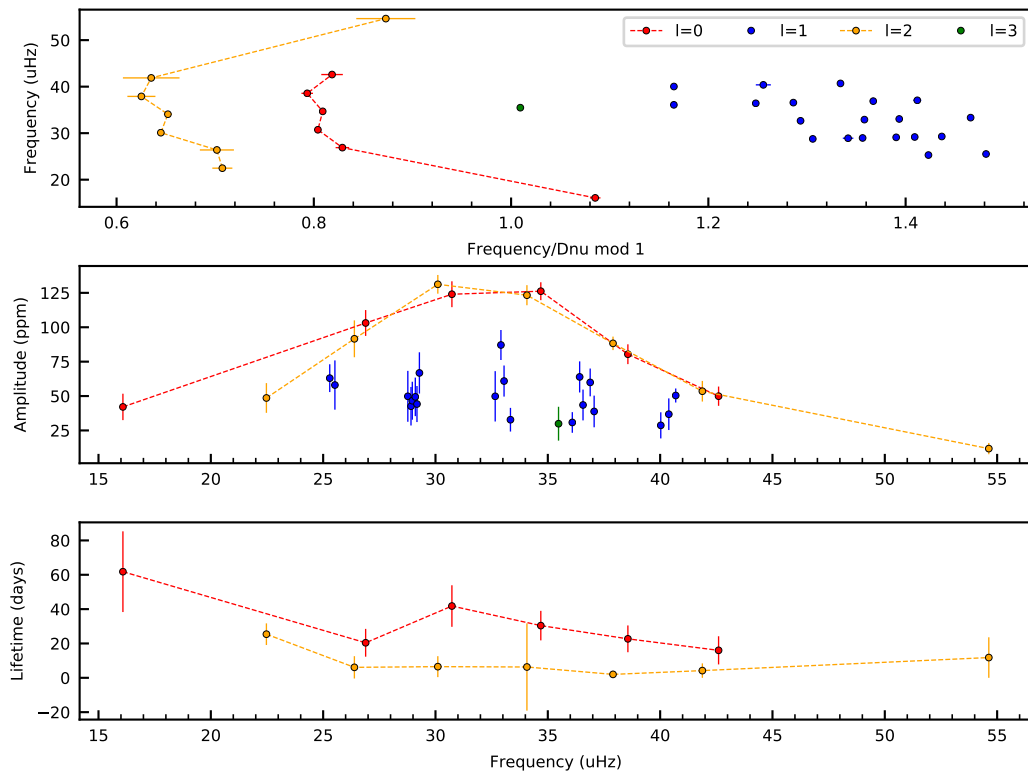 l=0 l=1 l=2 l=3
Frequency (uHz)
50
40
30
20
0.6 0.8 1.0 1.2 1.4
Frequency/Dnu mod 1
Amplitude (ppm)
125
100
75
50
25
15 20 25 30 35 40 45 50 55
Lifetime (days)
80
60
40
20
0
−20
15 20 25 30 35 40 45 50 55
Frequency (uHz)